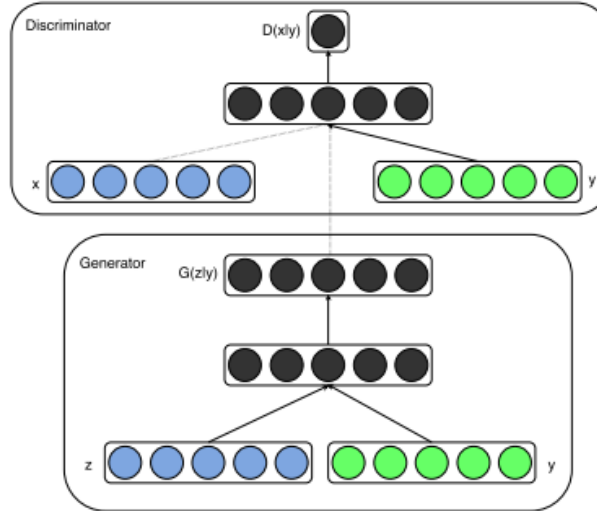 Discriminator
D(x|y)
x
y
Generator
G(z|y)
z
y